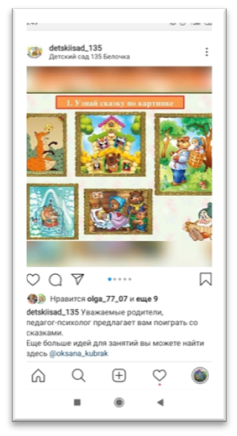 detskiisad_135
Детский сад 135 Белочка
1. Узнай сказку по картинке
Нравится olga_77_07 и еще 9
detskiisad_135 Уважаемые родители,
педагог-психолог предлагает вам поиграть со
сказками.
Еще больше идей для занятий вы можете найти
здесь @oksana_kubrak